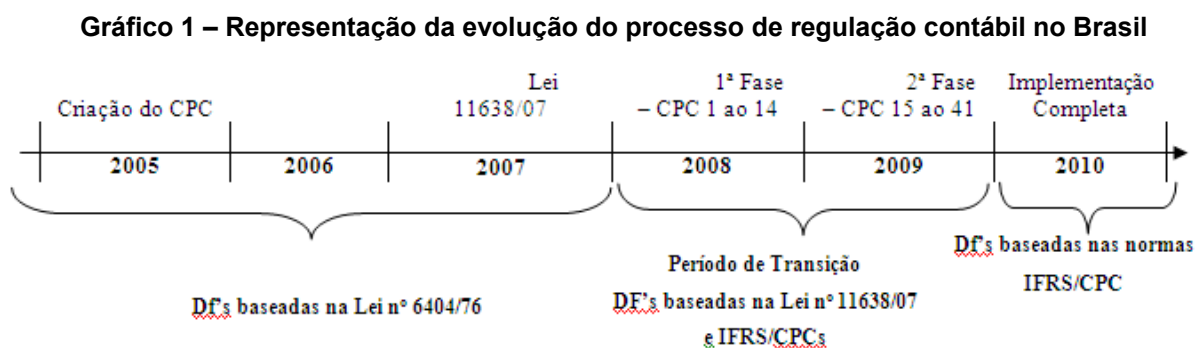 Gráfico 1 – Representação da evolução do processo de regulação contábil no Brasil
Criação do CPC
Lei
11638/07
1ª Fase
– CPC 1 ao 14
2ª Fase
– CPC 15 ao 41
Implementação
Completa
2005
2006
2007
2008
2009
2010
Df's baseadas na Lei nº 6404/76
Período de Transição
DF's baseadas na Lei nº 11638/07
e IFRS/CPCs
Df's baseadas nas normas
IFRS/CPC